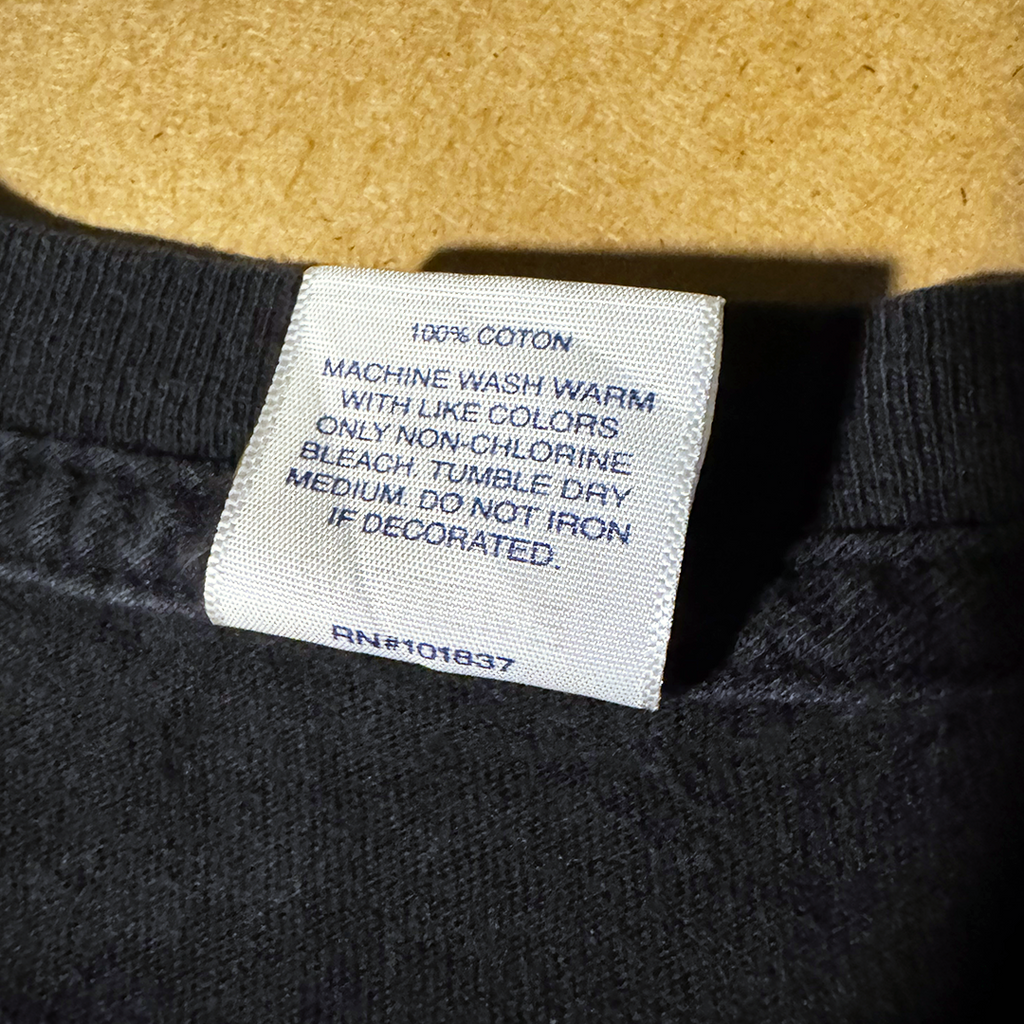 100% COTON
MACHINE WASH WARM
WITH LIKE COLORS
ONLY NON-CHLORINE
BLEACH. TUMBLE DRY
MEDIUM. DO NOT IRON
IF DECORATED.
RN#101837